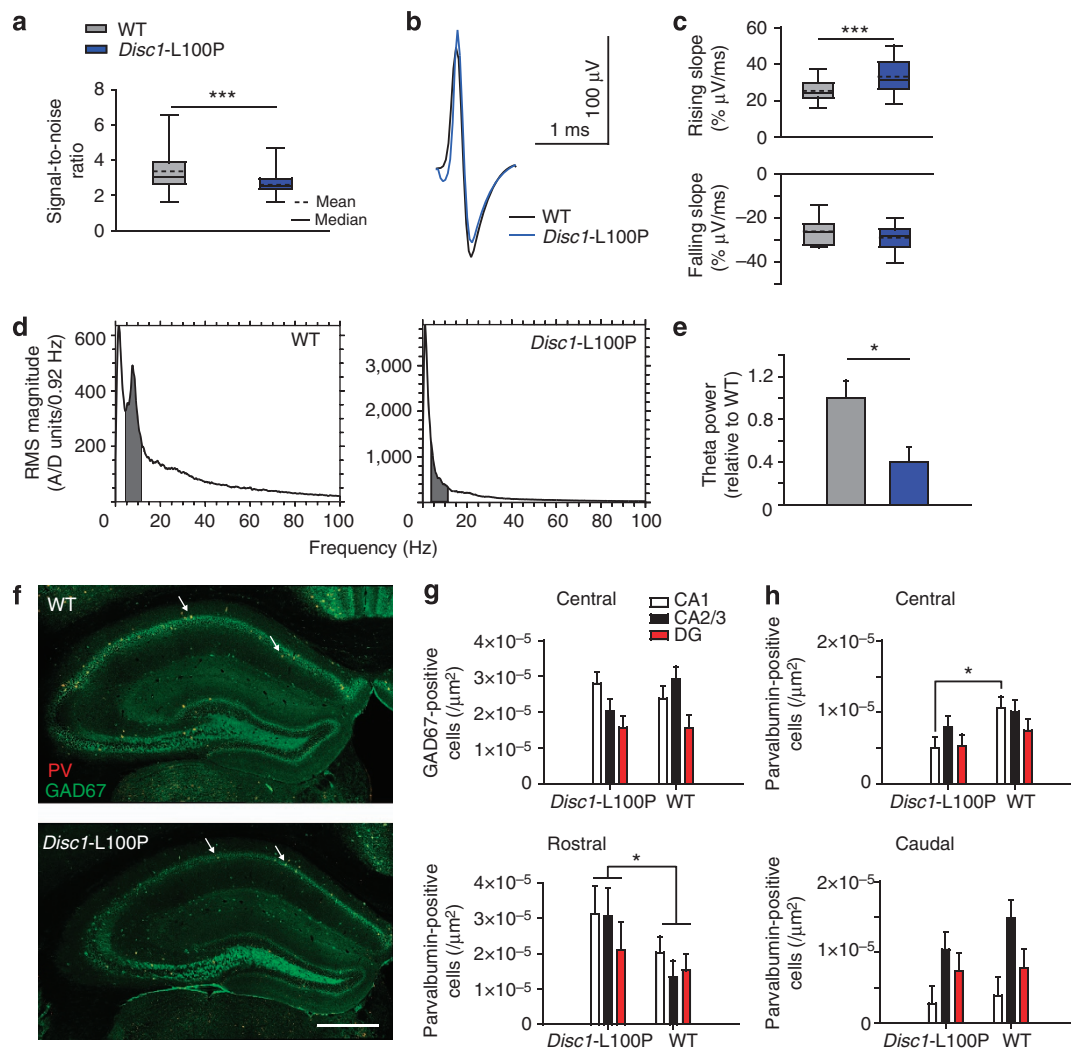 a
WT
Disc1-L100P
Signal-to-noise
ratio
8
6
4
2
0
***
Mean
Median
b
100 μV
1 ms
WT
Disc1-L100P
c
Rising slope
(% μV/ms)
60
40
20
0
***
Falling slope
(% μV/ms)
0
−20
−40
d
RMS magnitude
(A/D units/0.92 Hz)
600
400
200
WT
0 20 40 60 80 100
3,000
2,000
1,000
Disc1-L100P
0 20 40 60 80 100
Frequency (Hz)
e
Theta power
(relative to WT)
1.2
0.8
0.4
0
*
f
WT
PV
GAD67
Disc1-L100P
g
Central
CA1
CA2/3
DG
GAD67-positive
cells (/μm²)
4×10⁻⁵
3×10⁻⁵
2×10⁻⁵
1×10⁻⁵
0
Disc1-L100P WT
Rostral
Parvalbumin-positive
cells (/μm²)
4×10⁻⁵
3×10⁻⁵
2×10⁻⁵
1×10⁻⁵
0
*
Disc1-L100P WT
h
Central
Parvalbumin-positive
cells (/μm²)
2×10⁻⁵
1×10⁻⁵
0
*
Disc1-L100P WT
Caudal
Parvalbumin-positive
cells (/μm²)
2×10⁻⁵
1×10⁻⁵
0
Disc1-L100P WT